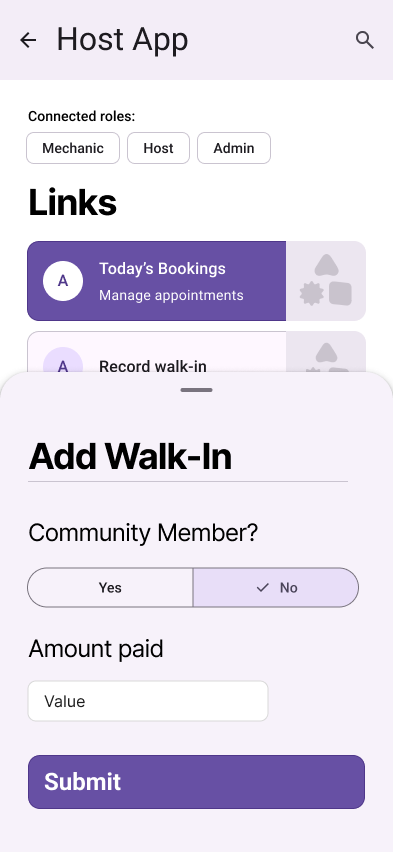 Host App
Connected roles:
Mechanic Host Admin
Links
A
Today’s Bookings
Manage appointments
A
Record walk-in
Add Walk-In
Community Member?
Yes No
Amount paid
Value
Submit